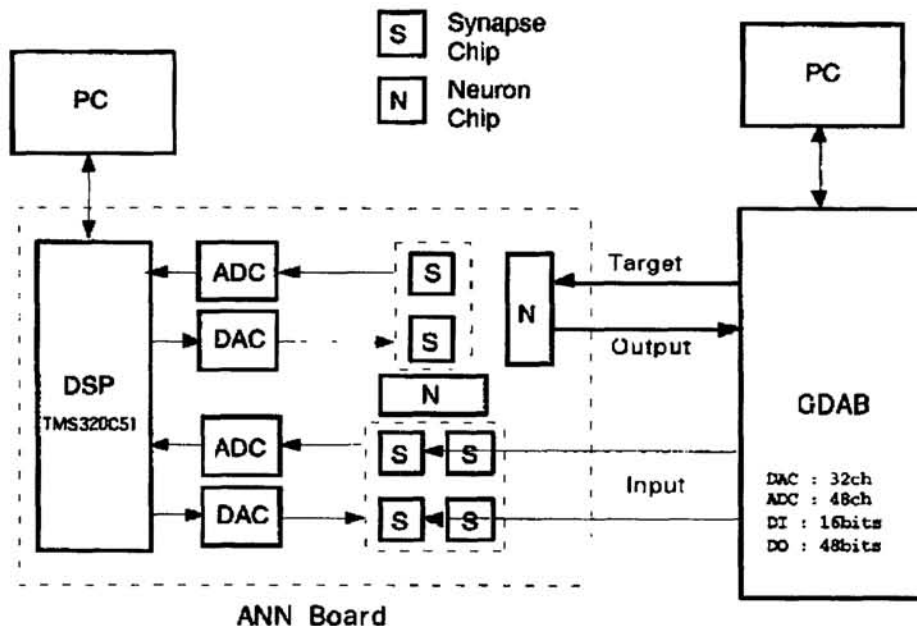 S Synapse
Chip
N Neuron
Chip
PC
PC
ADC
S
DAC
S
N
Target
Output
DSP
TMS320C51
N
ADC
S S
DAC
S S
Input
GDAB
DAC : 32ch
ADC : 48ch
DI : 16bits
DO : 48bits
ANN Board